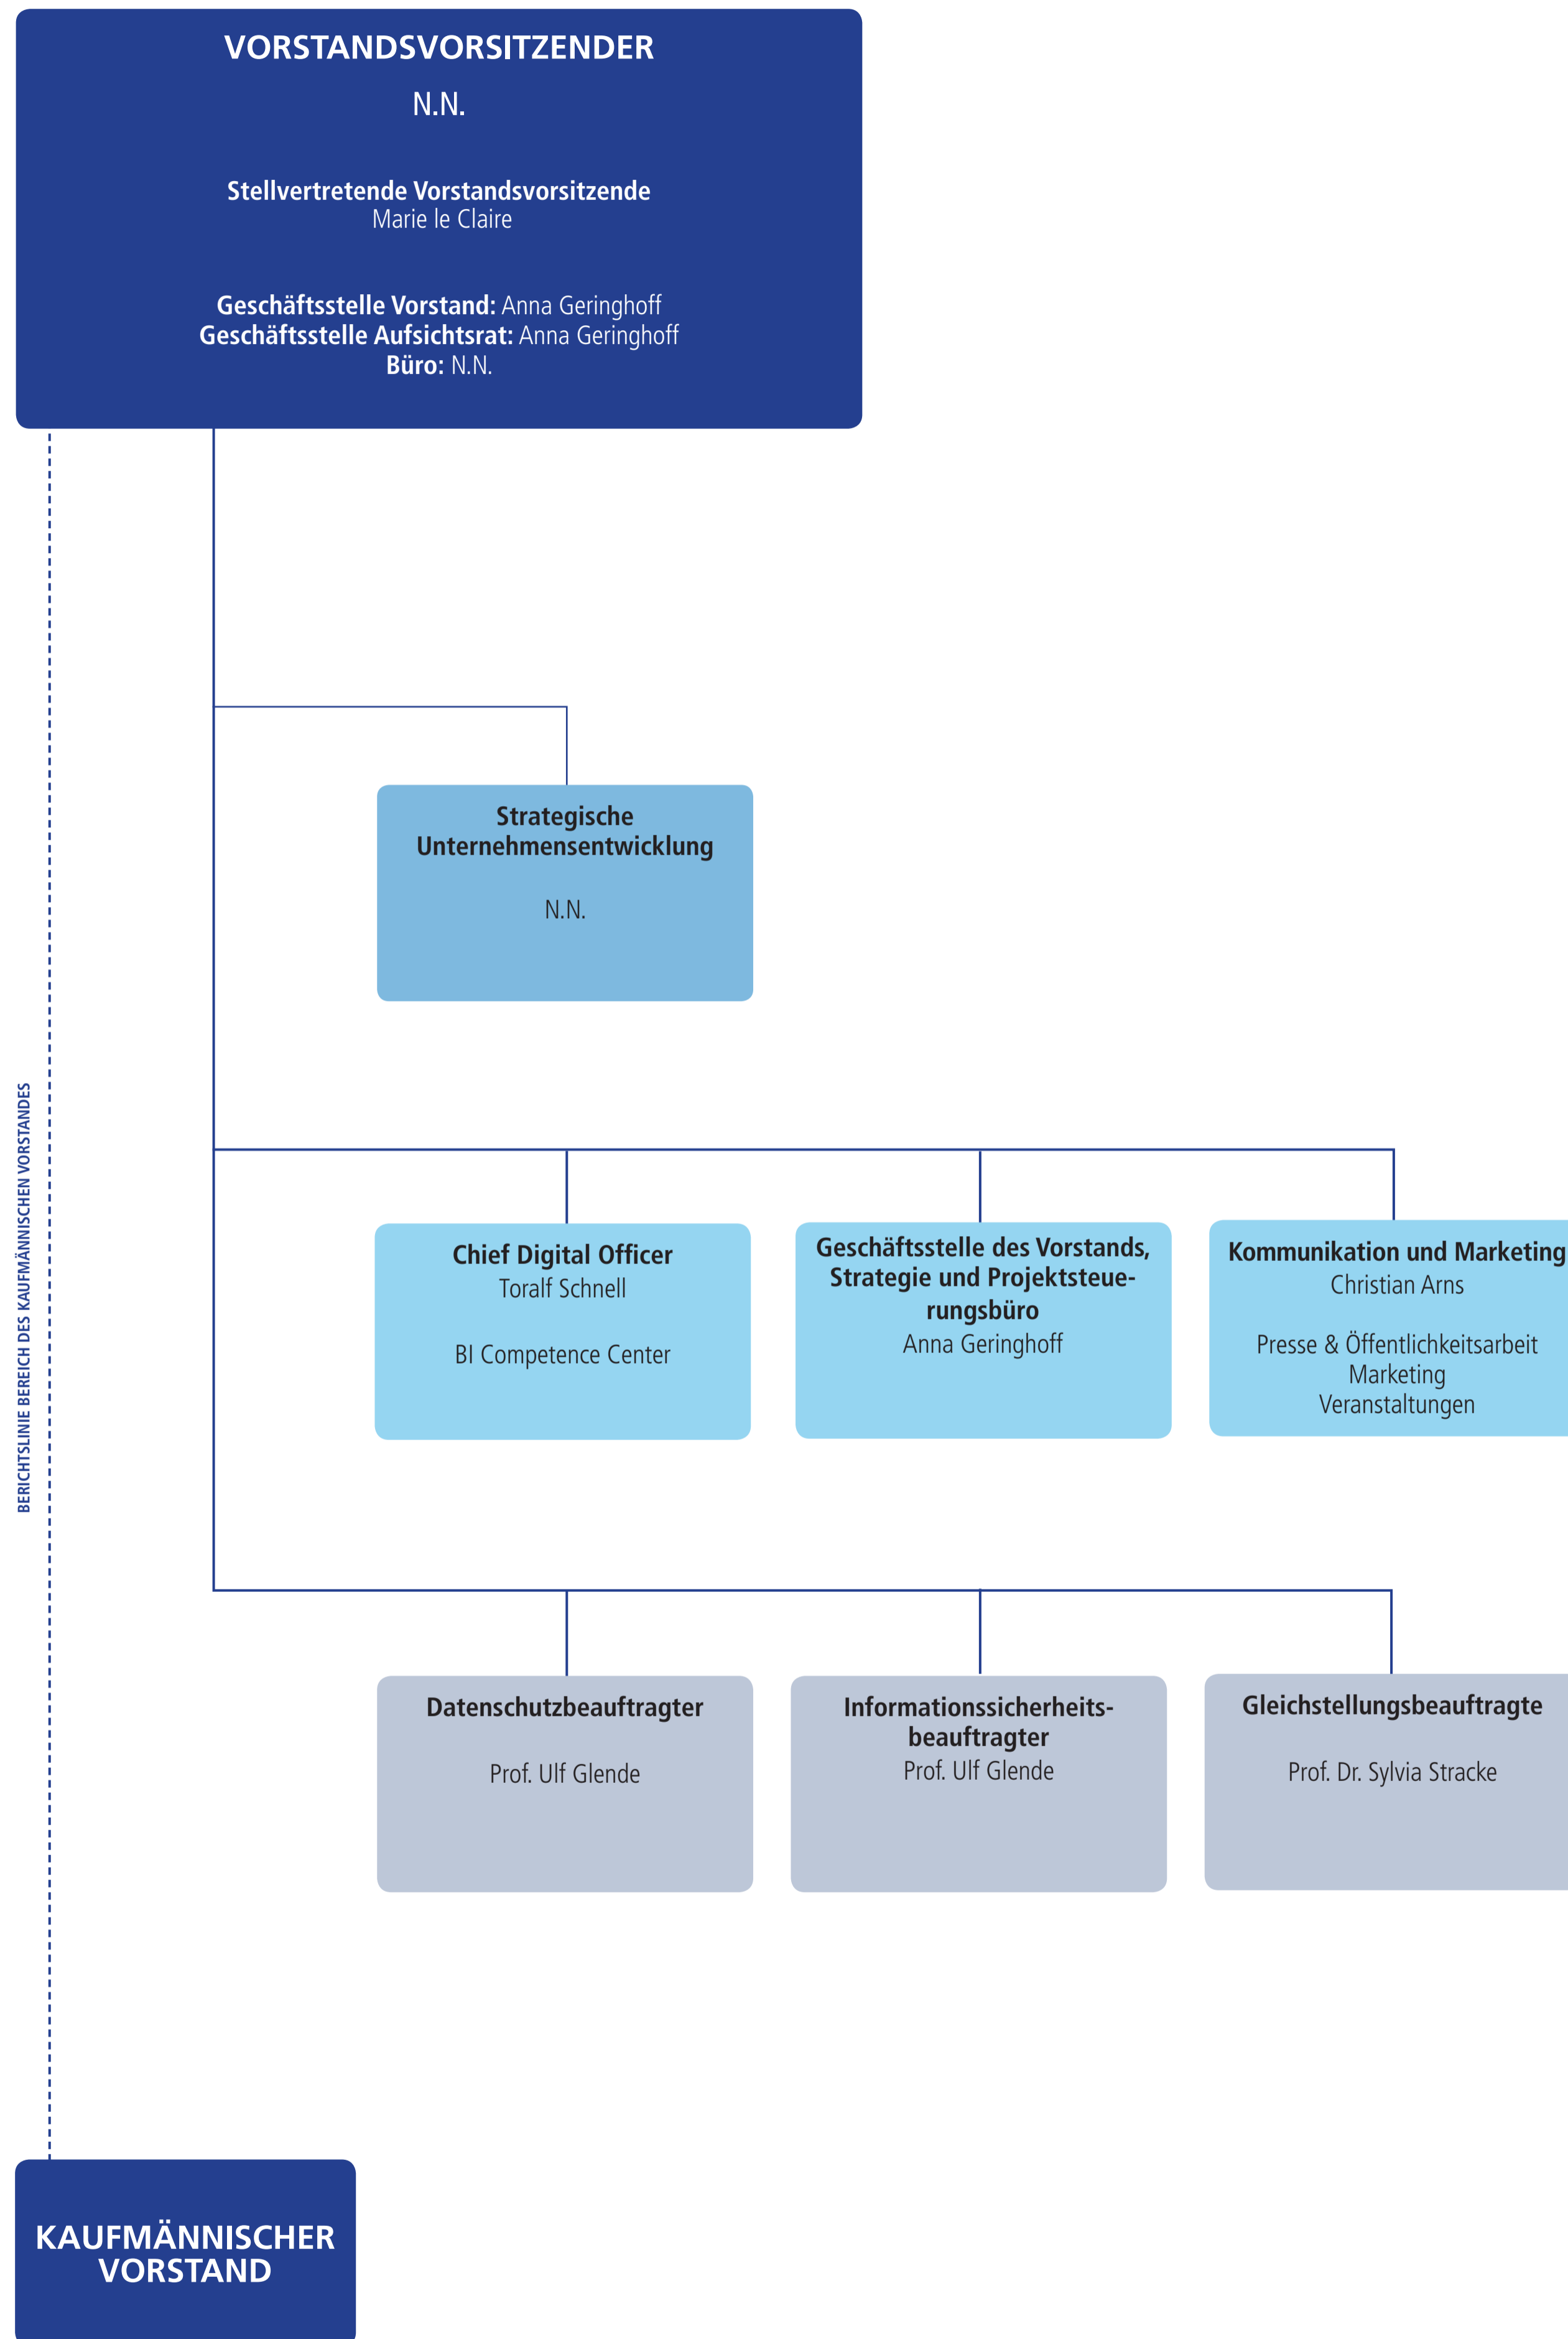 VORSTANDSVORSITZENDER
N.N.
Stellvertretende Vorstandsvorsitzende
Marie le Claire
Geschäftsstelle Vorstand: Anna Geringhoff
Geschäftsstelle Aufsichtsrat: Anna Geringhoff
Büro: N.N.
Strategische
Unternehmensentwicklung
N.N.
BERICHTSLINIE BEREICH DES KAUFMÄNNISCHEN VORSTANDES
Chief Digital Officer
Toralf Schnell
BI Competence Center
Geschäftsstelle des Vorstands,
Strategie und Projektsteue-
rungsbüro
Anna Geringhoff
Kommunikation und Marketing
Christian Arns
Presse & Öffentlichkeitsarbeit
Marketing
Veranstaltungen
Datenschutzbeauftragter
Prof. Ulf Glende
Informationssicherheits-
beauftragter
Prof. Ulf Glende
Gleichstellungsbeauftragte
Prof. Dr. Sylvia Stracke
KAUFMÄNNISCHER
VORSTAND